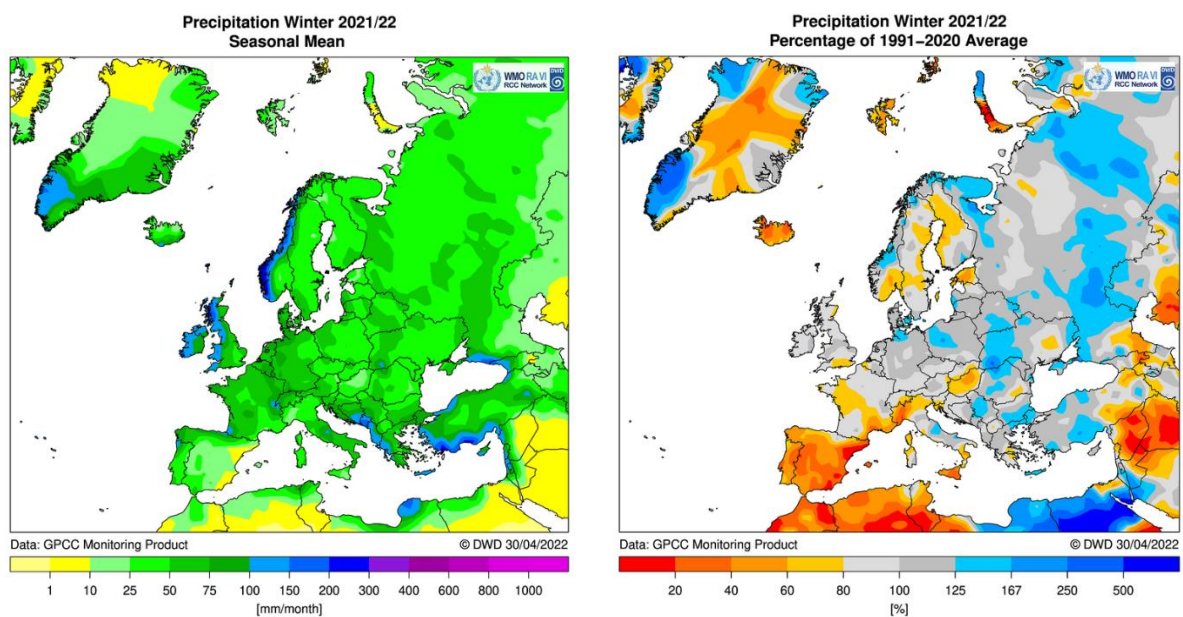 Precipitation Winter 2021/22
Seasonal Mean
WMO RA VI
RCC Network
DWD
Data: GPCC Monitoring Product
© DWD 30/04/2022
1 10 25 50 75 100 150 200 300 400 600 800 1000
[mm/month]
Precipitation Winter 2021/22
Percentage of 1991−2020 Average
WMO RA VI
RCC Network
DWD
Data: GPCC Monitoring Product
© DWD 30/04/2022
20 40 60 80 100 125 167 250 500
[%]